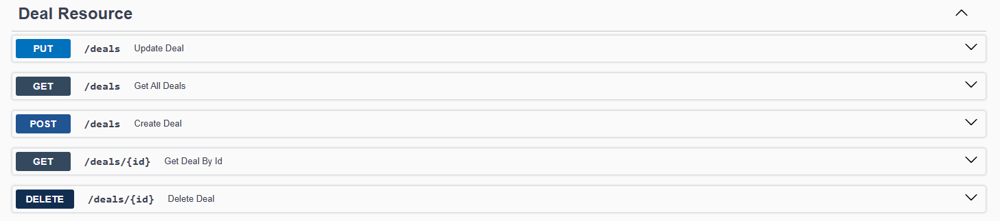 Deal Resource
PUT /deals Update Deal
GET /deals Get All Deals
POST /deals Create Deal
GET /deals/{id} Get Deal By Id
DELETE /deals/{id} Delete Deal